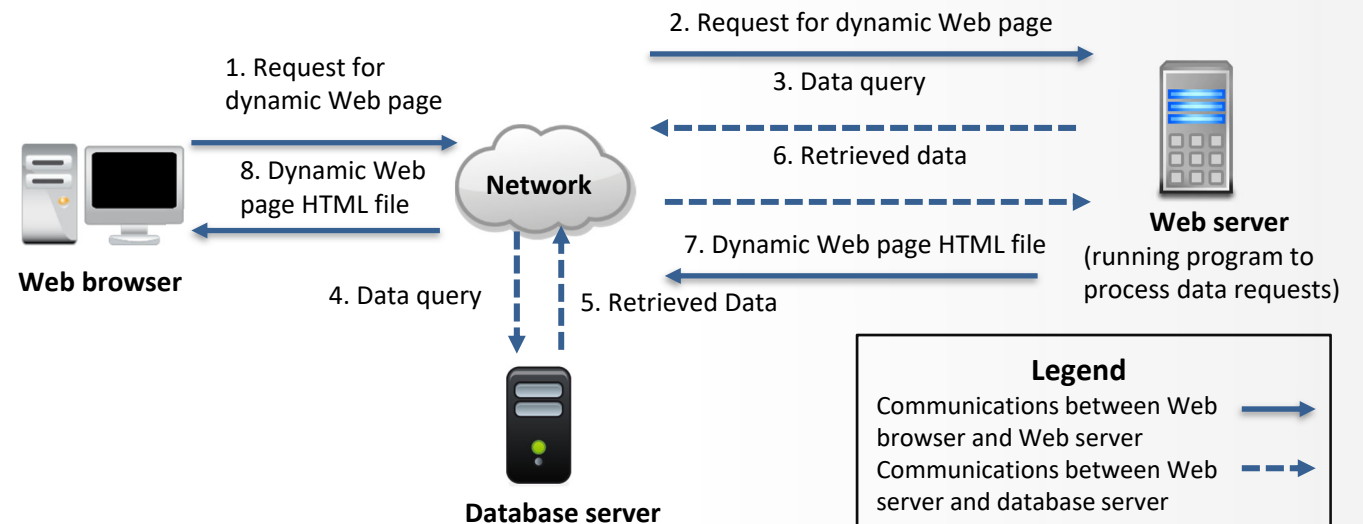 2. Request for dynamic Web page
1. Request for
dynamic Web page
3. Data query
6. Retrieved data
8. Dynamic Web
page HTML file
Network
Web server
(running program to
process data requests)
7. Dynamic Web page HTML file
Web browser
4. Data query
5. Retrieved Data
Database server
Legend
Communications between Web
browser and Web server
Communications between Web
server and database server